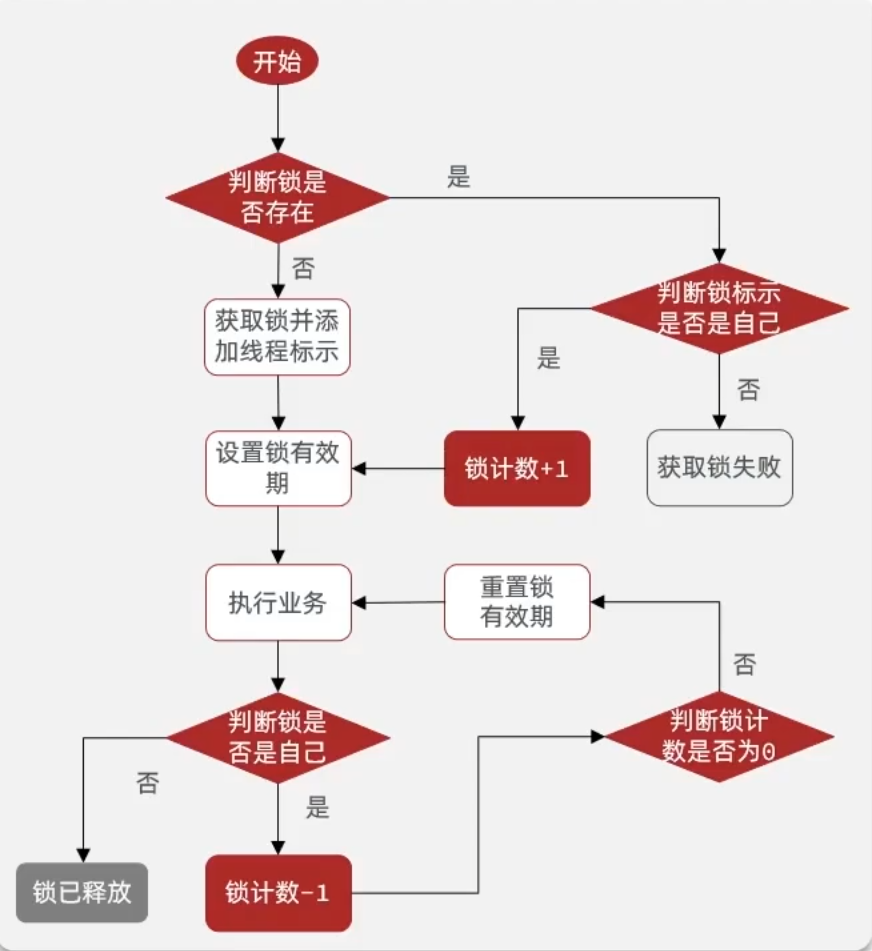 开始
判断锁是
否存在
是
否
获取锁并添
加线程标示
判断锁标示
是否是自己
是
否
设置锁有效
期
锁计数+1
获取锁失败
执行业务
重置锁
有效期
否
判断锁是
否是自己
判断锁计
数是否为0
否
是
锁已释放
锁计数-1